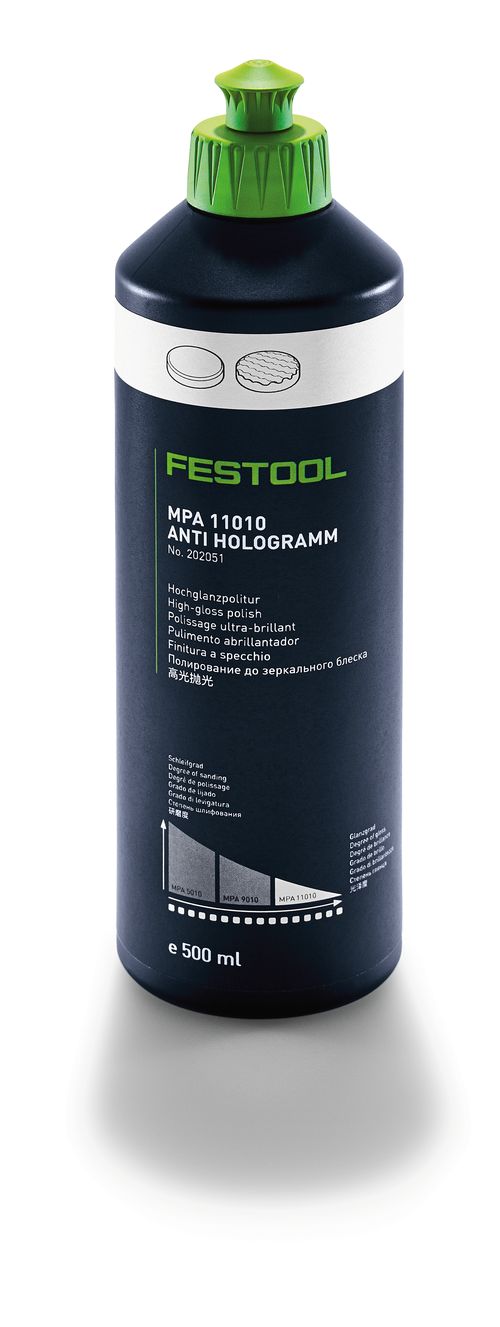 FESTOOL
MPA 11010
ANTI HOLOGRAMM
No. 202051
Hochglanzpolitur
High-gloss polish
Polissage ultra-brillant
Pulimento abrillantador
Finitura a specchio
Полирование до зеркального блеска
高光抛光
Schleifgrad
Degree of sanding
Degré de polissage
Grado de lijado
Grado di levigatura
Степень шлифования
研磨度
Glanzgrad
Degree of gloss
Degré de brillance
Grado de brillo
Grado di brillantezza
Степень глянца
光泽度
MPA 5010
MPA 9010
MPA 11010
e 500 ml